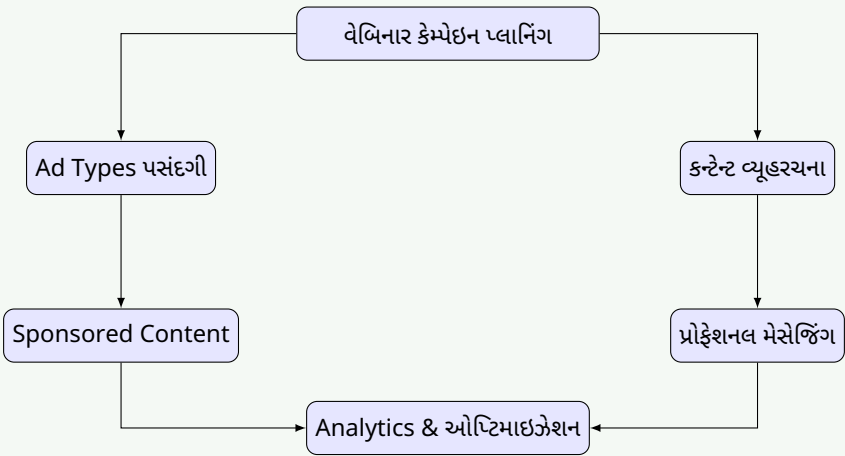 વેબિનાર કેમ્પેઇન પ્લાનિંગ
Ad Types પસંદગી
કન્ટેન્ટ વ્યૂહરચના
Sponsored Content
પ્રોફેશનલ મેસેજિંગ
Analytics & ઓપ્ટિમાઇઝેશન